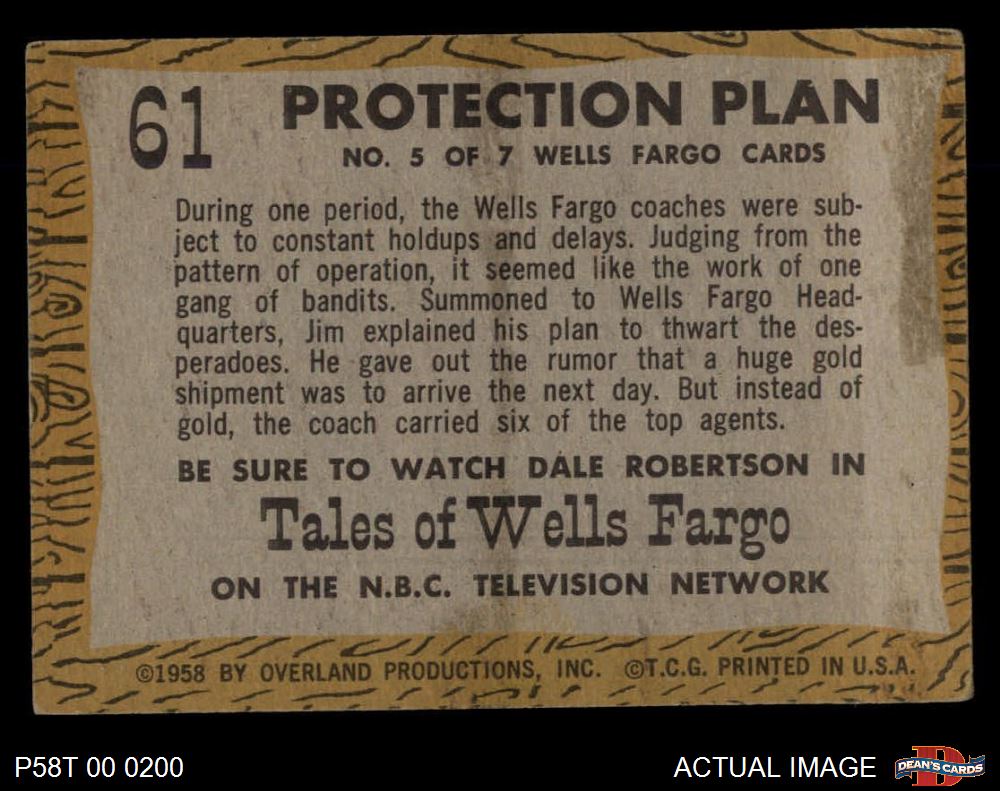 61
PROTECTION PLAN
NO. 5 OF 7 WELLS FARGO CARDS
During one period, the Wells Fargo coaches were sub-
ject to constant holdups and delays. Judging from the
pattern of operation, it seemed like the work of one
gang of bandits. Summoned to Wells Fargo Head-
quarters, Jim explained his plan to thwart the des-
peradoes. He gave out the rumor that a huge gold
shipment was to arrive the next day. But instead of
gold, the coach carried six of the top agents.
BE SURE TO WATCH DALE ROBERTSON IN
Tales of Wells Fargo
ON THE N.B.C. TELEVISION NETWORK
©1958 BY OVERLAND PRODUCTIONS, INC. ©T.C.G. PRINTED IN U.S.A.
P58T 00 0200
ACTUAL IMAGE
D
DEAN'S CARDS